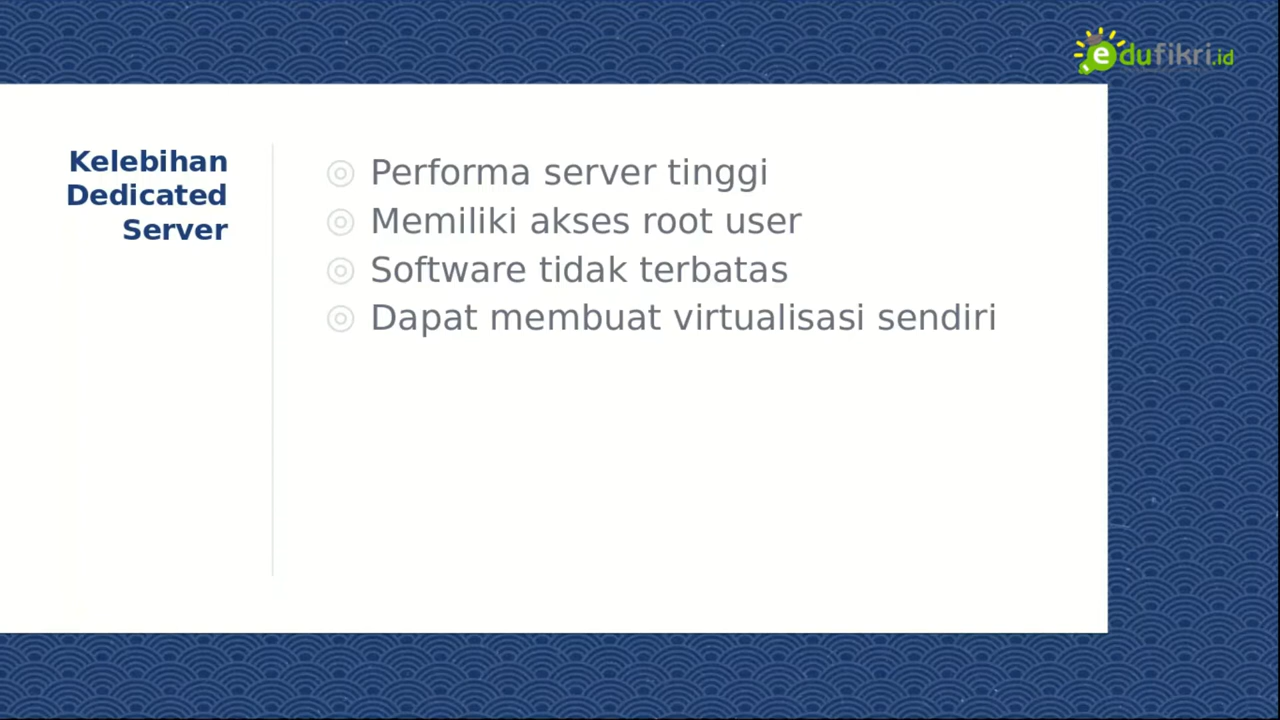 edufikri.id
Kelebihan
Dedicated
Server
Performa server tinggi
Memiliki akses root user
Software tidak terbatas
Dapat membuat virtualisasi sendiri